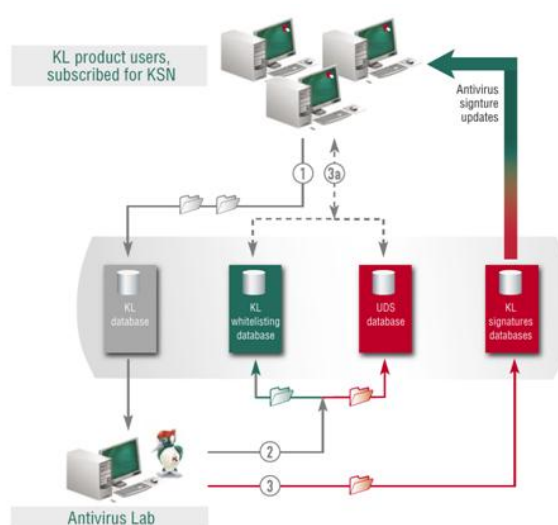 KL product users,
subscribed for KSN
Antivirus
signture
updates
1
3a
KL
database
KL
whitelisting
database
UDS
database
KL
signatures
databases
2
3
Antivirus Lab